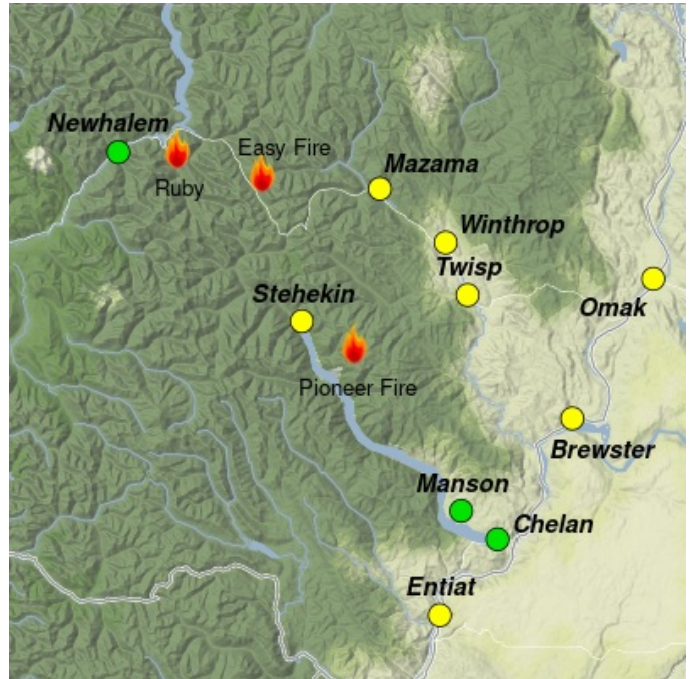 Newhalem
Easy Fire
Ruby
Mazama
Winthrop
Twisp
Stehekin
Omak
Pioneer Fire
Brewster
Manson
Chelan
Entiat